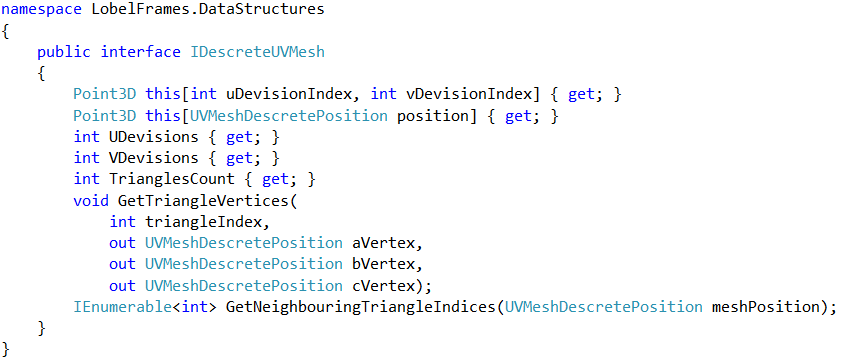 namespace LobelFrames.DataStructures
{
    public interface IDescreteUVMesh
    {
        Point3D this[int uDevisionIndex, int vDevisionIndex] { get; }
        Point3D this[UVMeshDescretePosition position] { get; }
        int UDevisions { get; }
        int VDevisions { get; }
        int TrianglesCount { get; }
        void GetTriangleVertices(
            int triangleIndex,
            out UVMeshDescretePosition aVertex,
            out UVMeshDescretePosition bVertex,
            out UVMeshDescretePosition cVertex);
        IEnumerable<int> GetNeighbouringTriangleIndices(UVMeshDescretePosition meshPosition);
    }
}